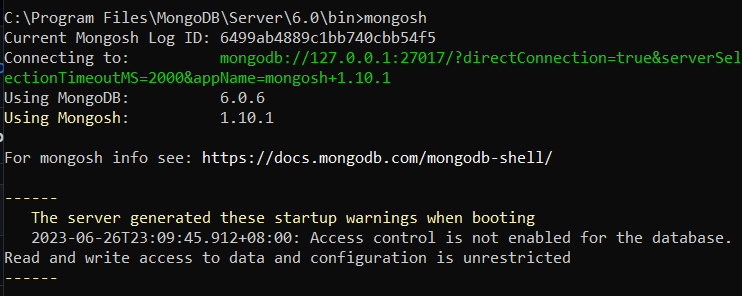 C:\Program Files\MongoDB\Server\6.0\bin>mongosh
Current Mongosh Log ID: 6499ab4889c1bb740cbb54f5
Connecting to:          mongodb://127.0.0.1:27017/?directConnection=true&serverSel
ectionTimeoutMS=2000&appName=mongosh+1.10.1
Using MongoDB:          6.0.6
Using Mongosh:          1.10.1
For mongosh info see: https://docs.mongodb.com/mongodb-shell/
------
   The server generated these startup warnings when booting
   2023-06-26T23:09:45.912+08:00: Access control is not enabled for the database.
Read and write access to data and configuration is unrestricted
------